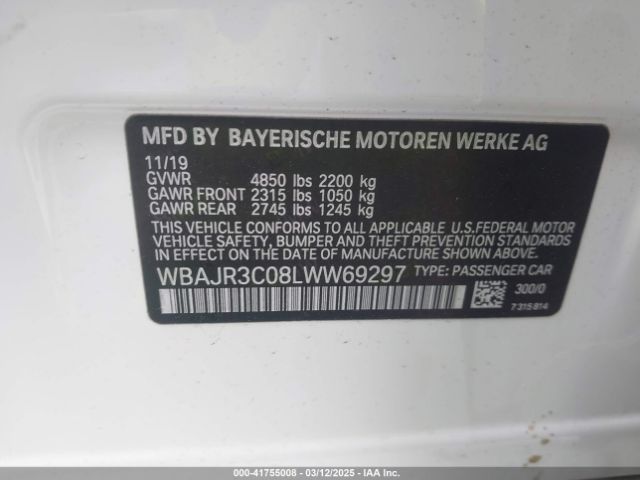 MFD BY BAYERISCHE MOTOREN WERKE AG
11/19
GVWR 4850 lbs 2200 kg
GAWR FRONT 2315 lbs 1050 kg
GAWR REAR 2745 lbs 1245 kg
THIS VEHICLE CONFORMS TO ALL APPLICABLE U.S.FEDERAL MOTOR
VEHICLE SAFETY, BUMPER AND THEFT PREVENTION STANDARDS
IN EFFECT ON THE DATE OF MANUFACTURE SHOWN ABOVE.
WBAJR3C08LWW69297 TYPE: PASSENGER CAR
300/0
7315814
000-41755008 - 03/12/2025 - IAAI.COM